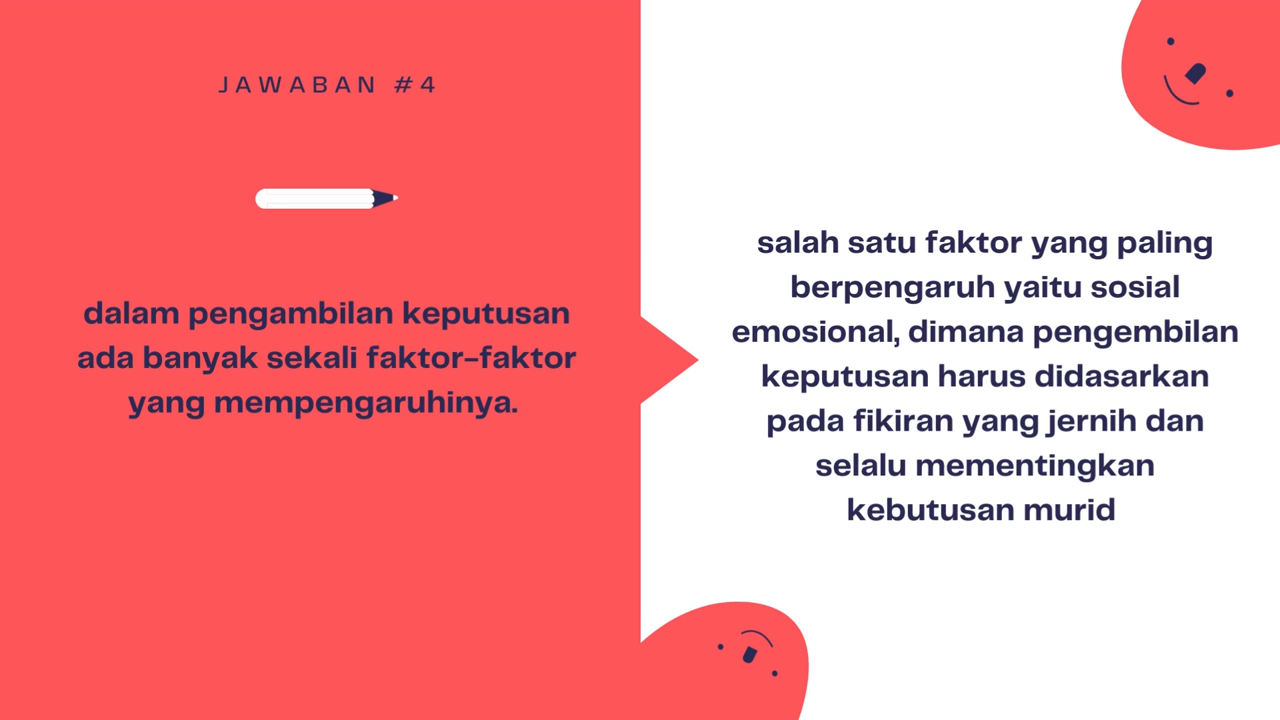 JAWABAN #4
dalam pengambilan keputusan
ada banyak sekali faktor-faktor
yang mempengaruhinya.
salah satu faktor yang paling
berpengaruh yaitu sosial
emosional, dimana pengembilan
keputusan harus didasarkan
pada fikiran yang jernih dan
selalu mementingkan
kebutusan murid